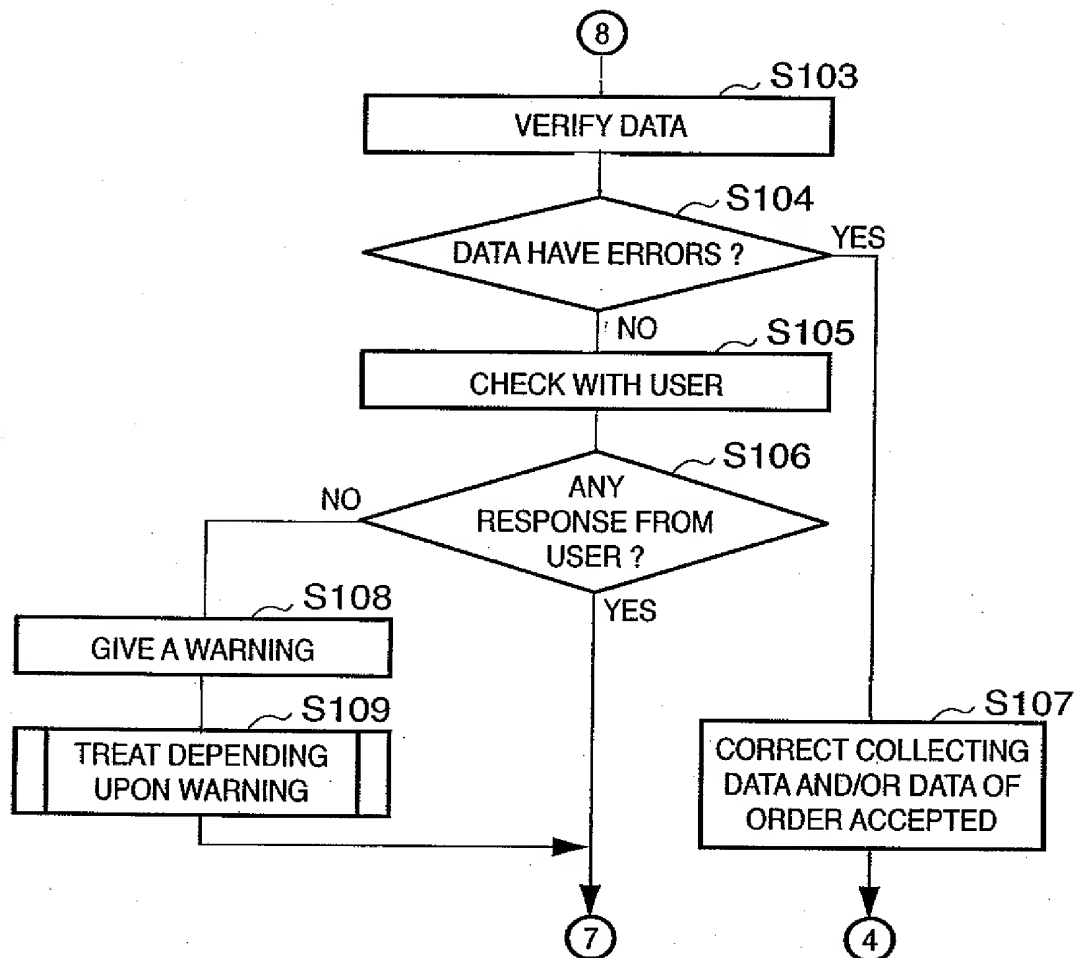 8
S103
VERIFY DATA
S104
DATA HAVE ERRORS ?
YES
NO
S105
CHECK WITH USER
S106
ANY
RESPONSE FROM
USER ?
NO
YES
S108
GIVE A WARNING
S109
TREAT DEPENDING
UPON WARNING
S107
CORRECT COLLECTING
DATA AND/OR DATA OF
ORDER ACCEPTED
7
4